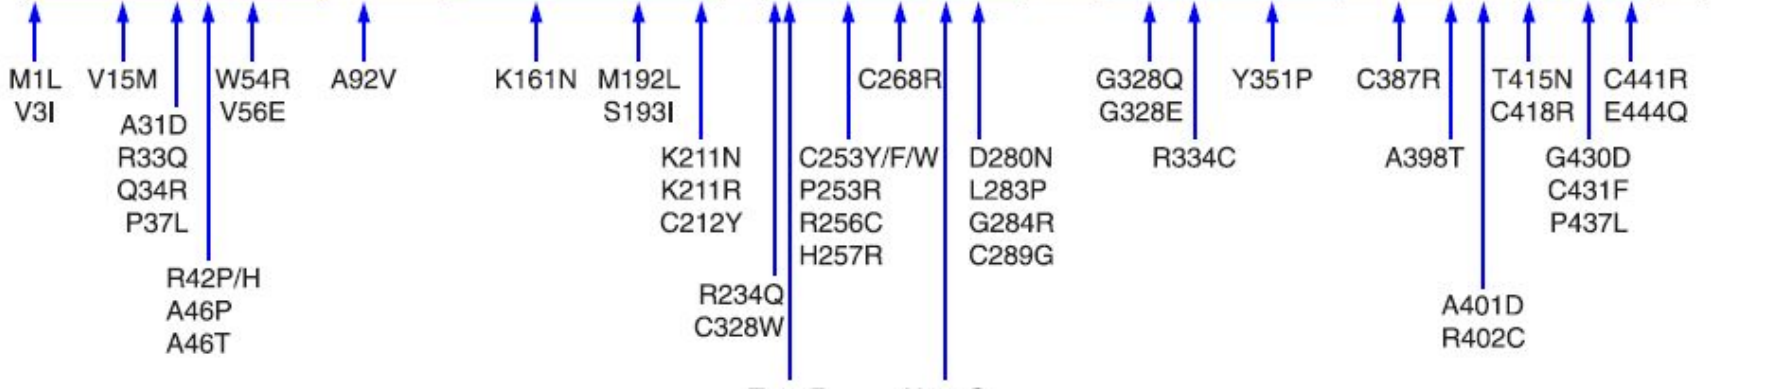 M1L
V3I
V15M
A31D
R33Q
Q34R
P37L
R42P/H
A46P
A46T
W54R
V56E
A92V
K161N
M192L
S193I
K211N
K211R
C212Y
R234Q
C328W
C253Y/F/W
P253R
R256C
H257R
C268R
D280N
L283P
G284R
C289G
G328Q
G328E
R334C
Y351P
C387R
A398T
A401D
R402C
T415N
C418R
G430D
C431F
P437L
C441R
E444Q